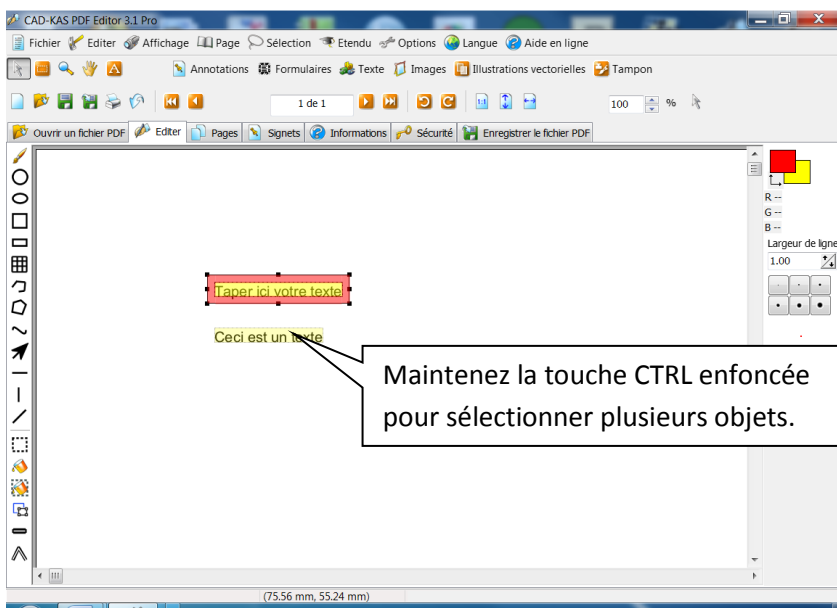 CAD-KAS PDF Editor 3.1 Pro
Fichier Editer Affichage Page Sélection Etendu Options Langue Aide en ligne
Annotations Formulaires Texte Images Illustrations vectorielles Tampon
1 de 1 1:1 100 %
Ouvrir un fichier PDF Editer Pages Signets Informations Sécurité Enregistrer le fichier PDF
R --
G --
B --
Largeur de ligne
1.00
Taper ici votre texte
Ceci est un texte
Maintenez la touche CTRL enfoncée
pour sélectionner plusieurs objets.
(75.56 mm, 55.24 mm)